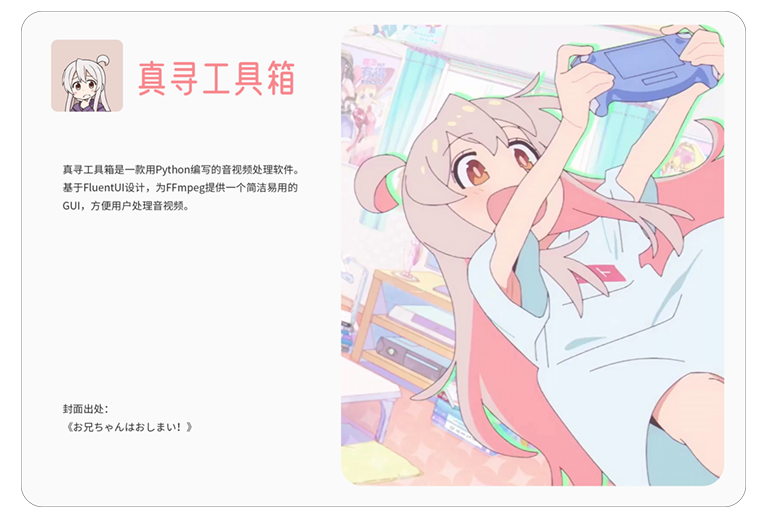 真寻工具箱
真寻工具箱是一款用Python编写的音视频处理软件。
基于FluentUI设计，为FFmpeg提供一个简洁易用的
GUI，方便用户处理音视频。
封面出处：
《お兄ちゃんはおしまい！》